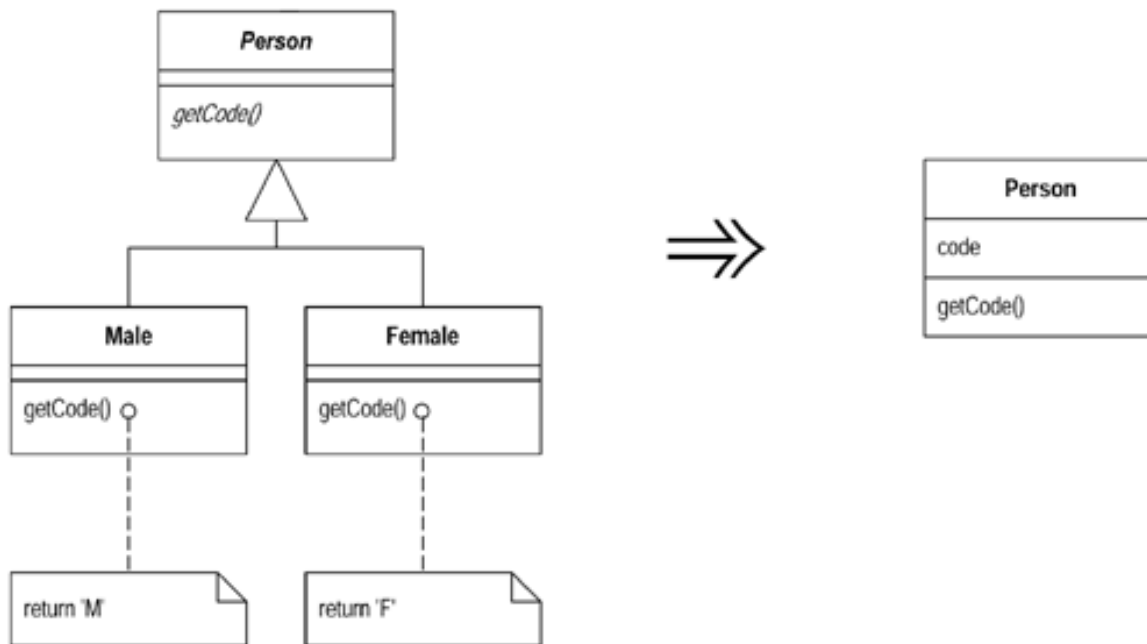 Person
getCode()
Male
getCode()
return 'M'
Female
getCode()
return 'F'
Person
code
getCode()